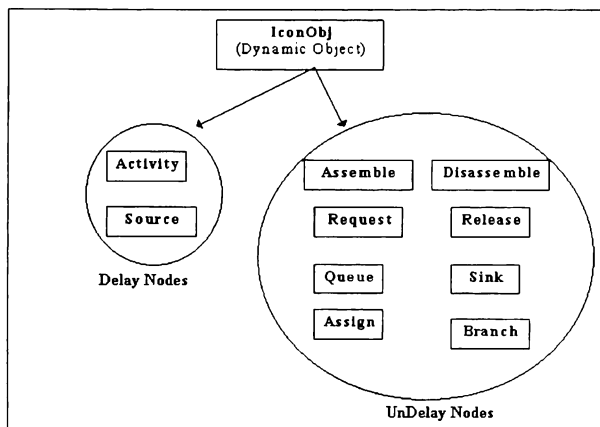 IconObj
(Dynamic Object)
Activity
Source
Delay Nodes
Assemble
Disassemble
Request
Release
Queue
Sink
Assign
Branch
UnDelay Nodes